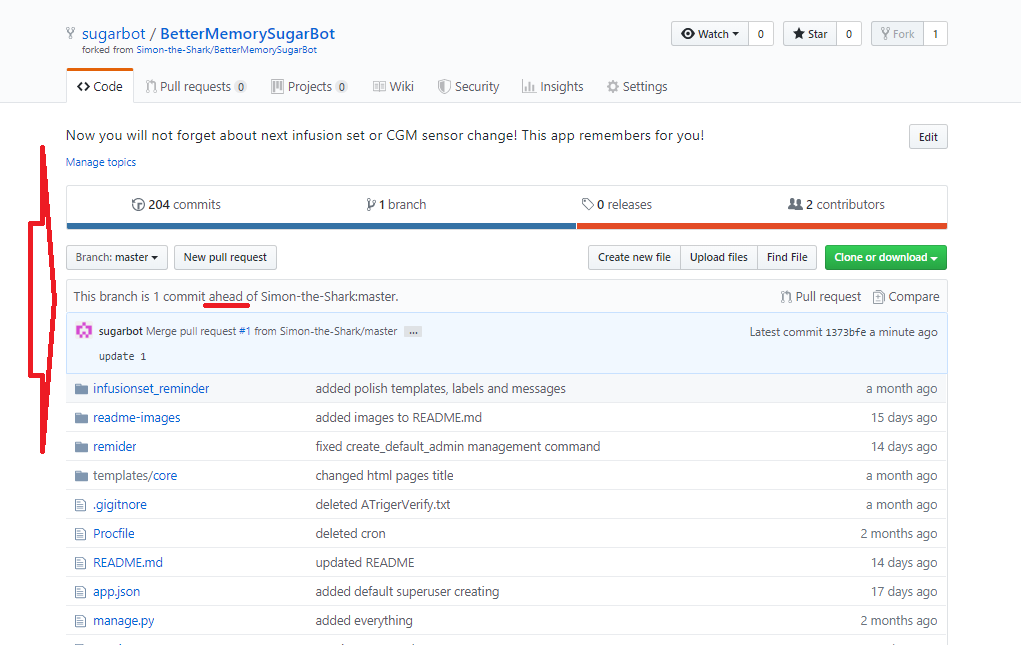 sugarbot / BetterMemorySugarBot
forked from Simon-the-Shark/BetterMemorySugarBot
Watch 0 Star 0 Fork 1
Code Pull requests 0 Projects 0 Wiki Security Insights Settings
Now you will not forget about next infusion set or CGM sensor change! This app remembers for you!
Edit
Manage topics
204 commits 1 branch 0 releases 2 contributors
Branch: master New pull request Create new file Upload files Find File Clone or download
This branch is 1 commit ahead of Simon-the-Shark:master. Pull request Compare
sugarbot Merge pull request #1 from Simon-the-Shark/master ... Latest commit 1373bfe a minute ago
update 1
infusionset_reminder added polish templates, labels and messages a month ago
readme-images added images to README.md 15 days ago
remider fixed create_default_admin management command 14 days ago
templates/core changed html pages title a month ago
.gigitnore deleted ATrigerVerify.txt a month ago
Procfile deleted cron 2 months ago
README.md updated README 14 days ago
app.json added default superuser creating 17 days ago
manage.py added everything 2 months ago